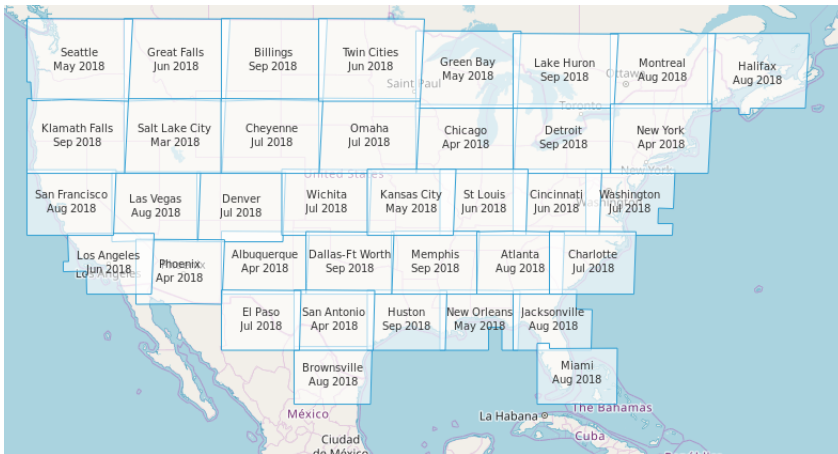 Seattle
May 2018
Great Falls
Jun 2018
Billings
Sep 2018
Twin Cities
Jun 2018
Saint Paul
Green Bay
May 2018
Lake Huron
Sep 2018
Ottawa
Montreal
Aug 2018
Halifax
Aug 2018
Klamath Falls
Sep 2018
Salt Lake City
Mar 2018
Cheyenne
Jul 2018
Omaha
Jul 2018
Chicago
Apr 2018
Toronto
Detroit
Sep 2018
New York
Apr 2018
United States
New York
San Francisco
Aug 2018
Las Vegas
Aug 2018
Denver
Jul 2018
Wichita
Jul 2018
Kansas City
May 2018
St Louis
Jun 2018
Cincinnati
Jun 2018
Washington
Jul 2018
Washington
Los Angeles
Jun 2018
Los Angeles
Phoenix
Apr 2018
Phoenix
Albuquerque
Apr 2018
Dallas-Ft Worth
Sep 2018
Memphis
Sep 2018
Atlanta
Aug 2018
Charlotte
Jul 2018
El Paso
Jul 2018
San Antonio
Apr 2018
Huston
Sep 2018
New Orleans
May 2018
Jacksonville
Aug 2018
Brownsville
Aug 2018
Miami
Aug 2018
México
Ciudad
de México
La Habana
The Bahamas
Cuba